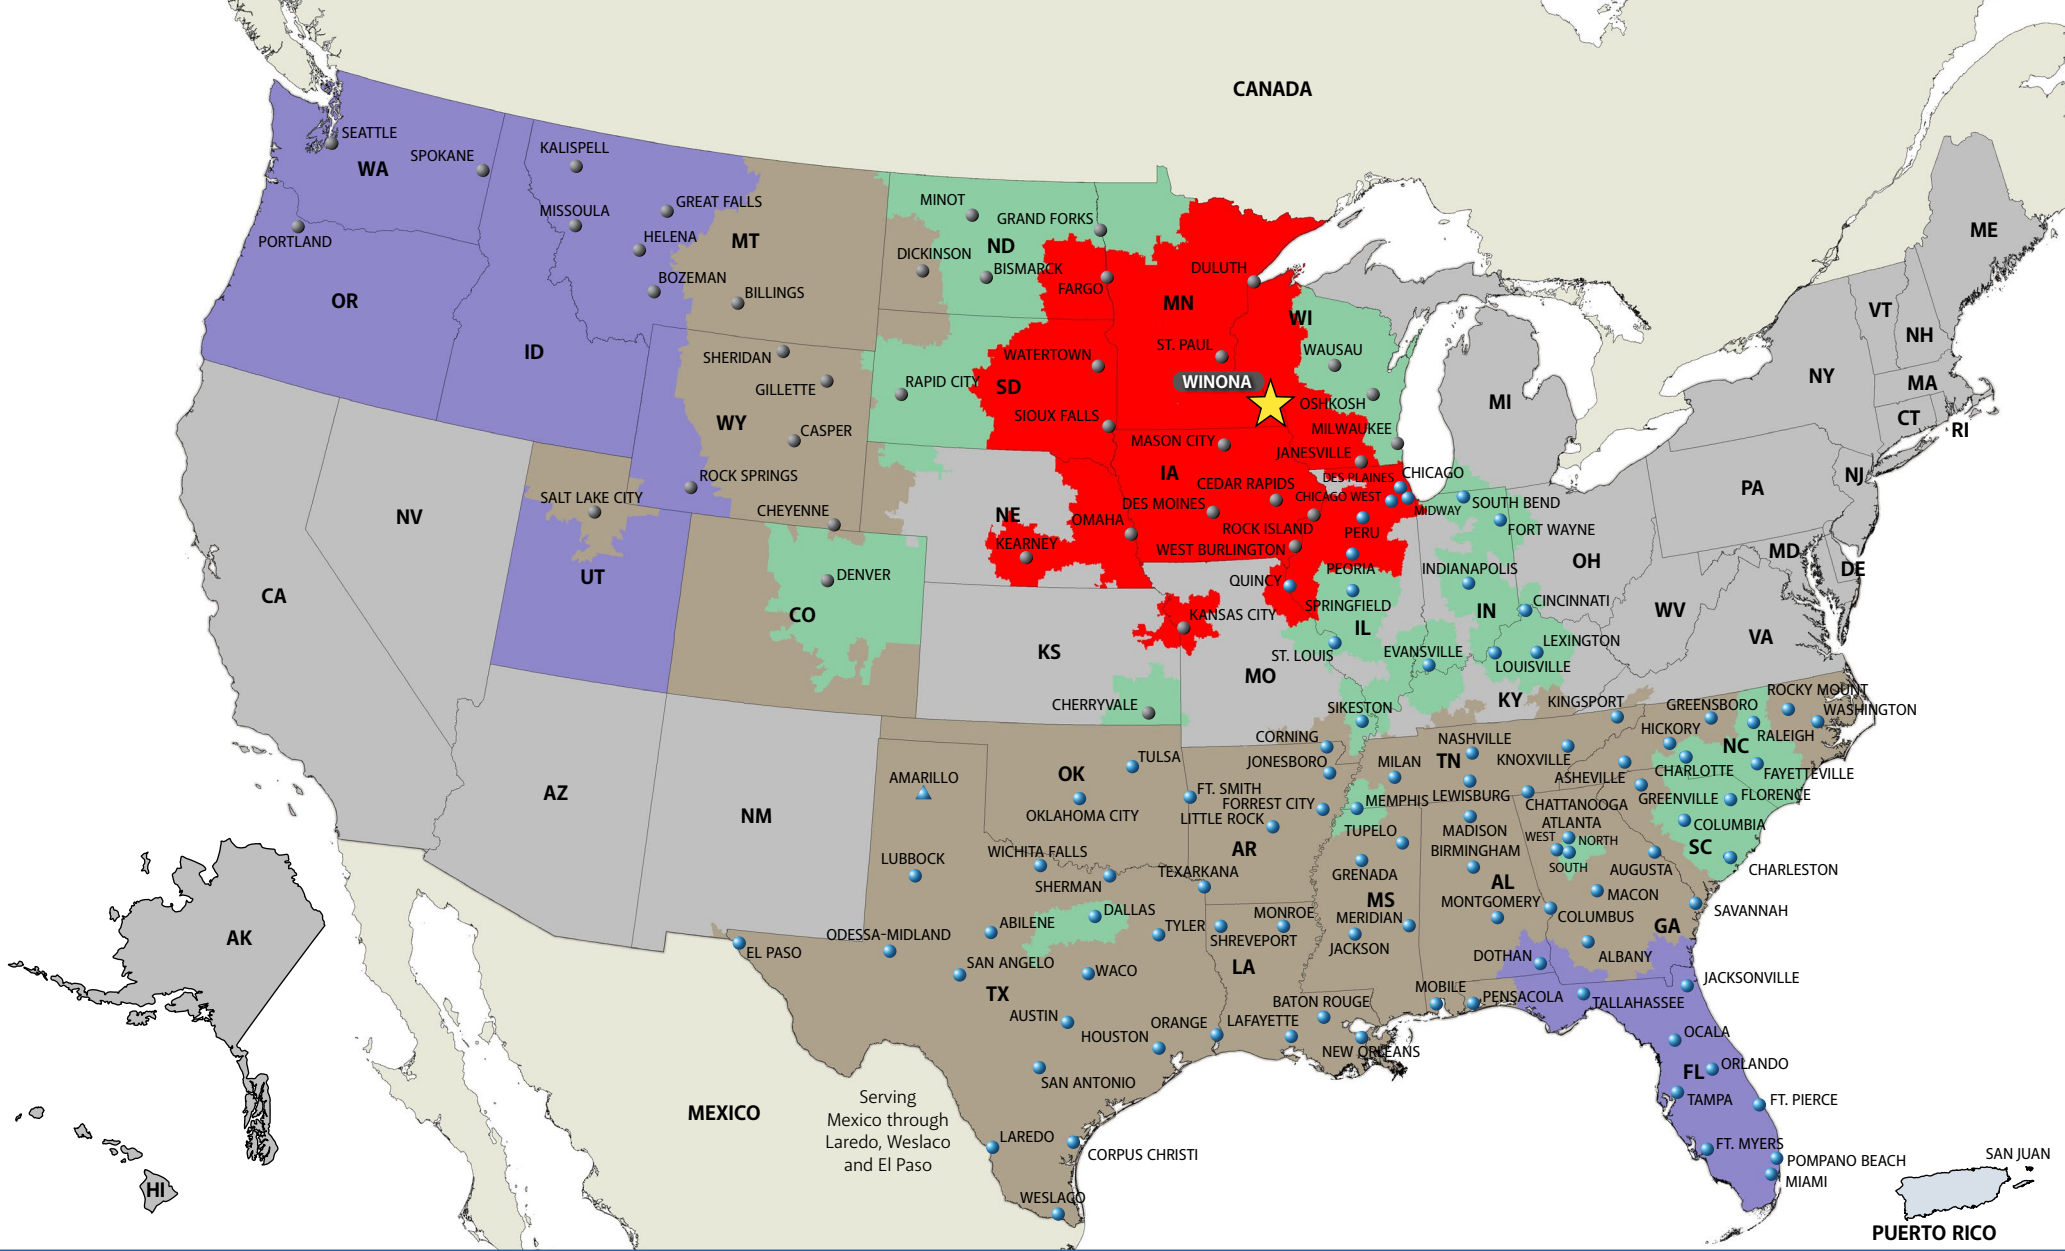 CANADA
SEATTLE
SPOKANE
WA
KALISPELL
GREAT FALLS
MISSOULA
HELENA
MT
PORTLAND
BOZEMAN
BILLINGS
OR
ID
MINOT
GRAND FORKS
ND
DICKINSON
BISMARCK
FARGO
DULUTH
MN
WI
ST. PAUL
WAUSAU
WATERTOWN
WINONA
SHERIDAN
GILLETTE
RAPID CITY
SD
OSHKOSH
SIOUX FALLS
WY
CASPER
MILWAUKEE
MASON CITY
JANESVILLE
MI
ME
VT
NH
NY
MA
CT
RI
ROCK SPRINGS
IA
DES PLAINES
CHICAGO
CEDAR RAPIDS
CHICAGO WEST
SALT LAKE CITY
CHEYENNE
NE
DES MOINES
MIDWAY
SOUTH BEND
PA
NJ
NV
OMAHA
ROCK ISLAND
PERU
FORT WAYNE
KEARNEY
WEST BURLINGTON
OH
MD
DE
UT
DENVER
PEORIA
INDIANAPOLIS
QUINCY
CA
CO
SPRINGFIELD
IN
CINCINNATI
WV
KANSAS CITY
IL
VA
KS
ST. LOUIS
EVANSVILLE
LEXINGTON
LOUISVILLE
MO
KY
CHERRYVALE
SIKESTON
KINGSPORT
GREENSBORO
ROCKY MOUNT
WASHINGTON
CORNING
NASHVILLE
HICKORY
RALEIGH
NC
TULSA
JONESBORO
MILAN
TN
KNOXVILLE
ASHEVILLE
CHARLOTTE
FAYETTEVILLE
AMARILLO
OK
FT. SMITH
FORREST CITY
MEMPHIS
LEWISBURG
CHATTANOOGA
GREENVILLE
FLORENCE
AZ
NM
OKLAHOMA CITY
LITTLE ROCK
TUPELO
MADISON
ATLANTA
WEST
NORTH
SOUTH
COLUMBIA
SC
LUBBOCK
WICHITA FALLS
AR
BIRMINGHAM
SHERMAN
TEXARKANA
GRENADA
AL
AUGUSTA
CHARLESTON
MS
MACON
AK
ABILENE
DALLAS
TYLER
MONROE
MERIDIAN
MONTGOMERY
COLUMBUS
SAVANNAH
ODESSA-MIDLAND
SHREVEPORT
JACKSON
GA
EL PASO
SAN ANGELO
WACO
LA
DOTHAN
ALBANY
JACKSONVILLE
TX
MOBILE
PENSACOLA
TALLAHASSEE
AUSTIN
BATON ROUGE
ORANGE
LAFAYETTE
HOUSTON
NEW ORLEANS
OCALA
ORLANDO
FL
SAN ANTONIO
TAMPA
FT. PIERCE
MEXICO
Serving
Mexico through
Laredo, Weslaco
and El Paso
LAREDO
CORPUS CHRISTI
FT. MYERS
POMPANO BEACH
MIAMI
SAN JUAN
HI
WESLACO
PUERTO RICO